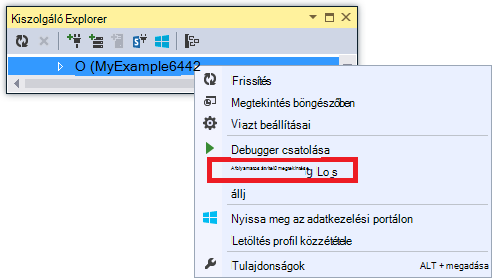 Kiszolgáló Explorer
O (MyExample6442
Frissítés
Megtekintés böngészőben
Viazt beállításai
Debugger csatolása
A folyamatos átvitelű megtekintése g Lo s
állj
Nyissa meg az adatkezelési portálon
Letöltés profil közzététele
Tulajdonságok ALT + megadása